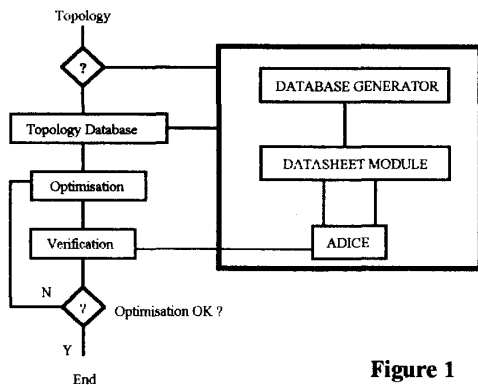 Topology
?
DATABASE GENERATOR
Topology Database
DATASHEET MODULE
Optimisation
Verification
ADICE
N
?
Optimisation OK ?
Y
End
Figure 1